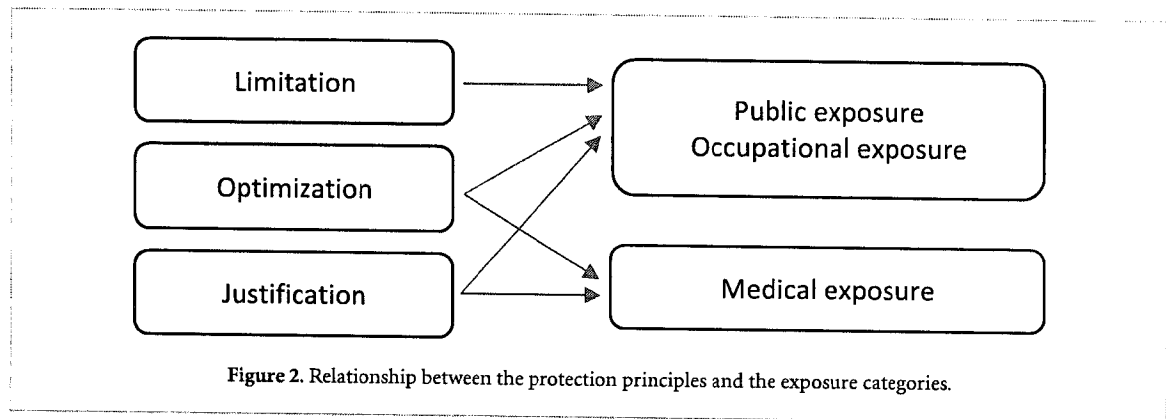 Limitation
Optimization
Justification
Public exposure
Occupational exposure
Medical exposure
Figure 2. Relationship between the protection principles and the exposure categories.